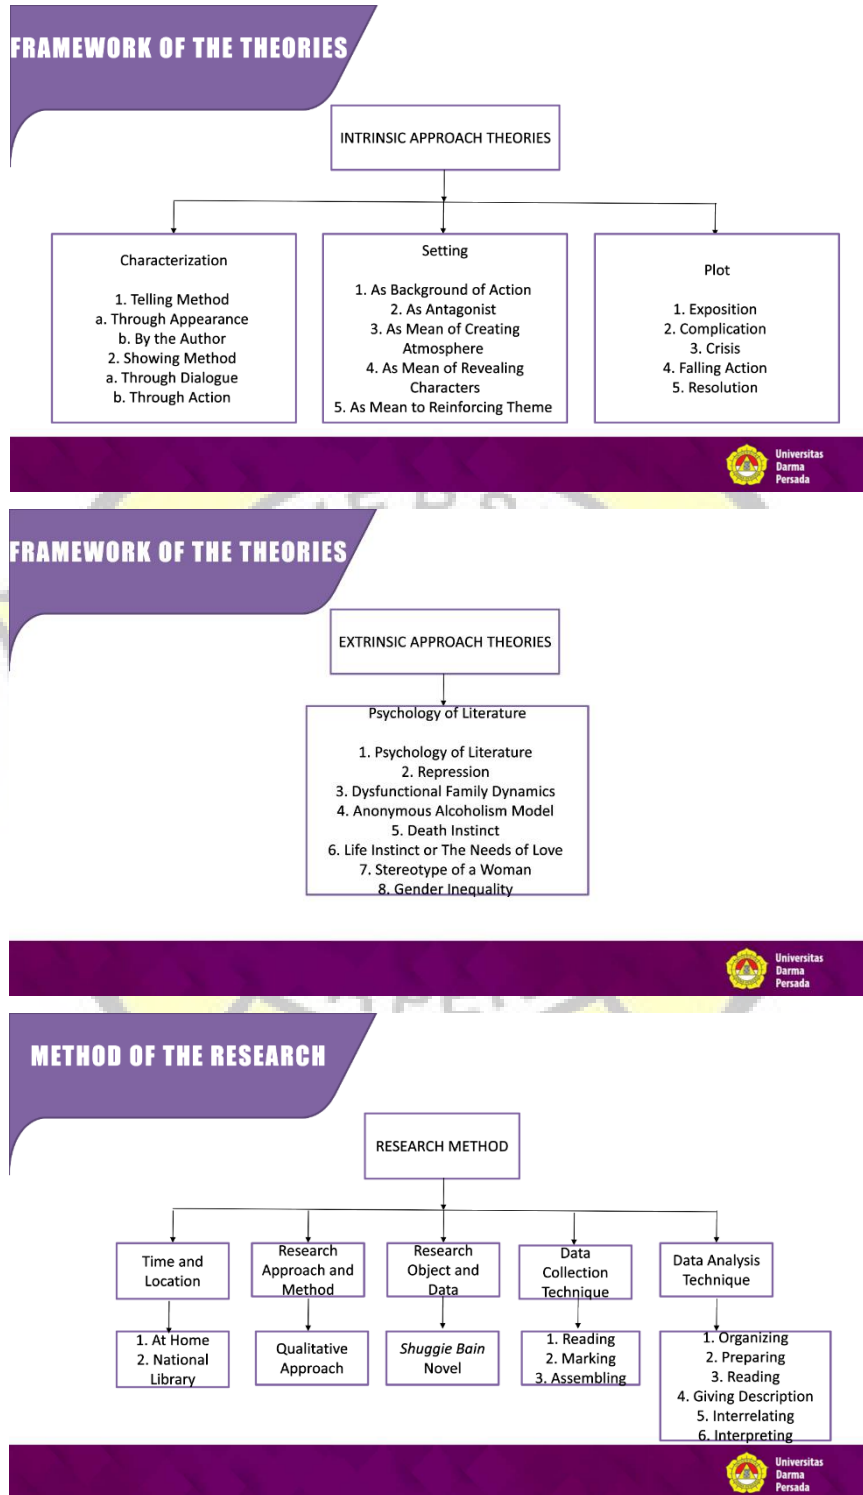 FRAMEWORK OF THE THEORIES
INTRINSIC APPROACH THEORIES
Characterization
1. Telling Method
a. Through Appearance
b. By the Author
2. Showing Method
a. Through Dialogue
b. Through Action
Setting
1. As Background of Action
2. As Antagonist
3. As Mean of Creating
Atmosphere
4. As Mean of Revealing
Characters
5. As Mean to Reinforcing Theme
Plot
1. Exposition
2. Complication
3. Crisis
4. Falling Action
5. Resolution
Universitas
Darma
Persada
FRAMEWORK OF THE THEORIES
EXTRINSIC APPROACH THEORIES
Psychology of Literature
1. Psychology of Literature
2. Repression
3. Dysfunctional Family Dynamics
4. Anonymous Alcoholism Model
5. Death Instinct
6. Life Instinct or The Needs of Love
7. Stereotype of a Woman
8. Gender Inequality
Universitas
Darma
Persada
METHOD OF THE RESEARCH
RESEARCH METHOD
Time and
Location
1. At Home
2. National
Library
Research
Approach and
Method
Qualitative
Approach
Research
Object and
Data
Shuggie Bain
Novel
Data
Collection
Technique
1. Reading
2. Marking
3. Assembling
Data Analysis
Technique
1. Organizing
2. Preparing
3. Reading
4. Giving Description
5. Interrelating
6. Interpreting
Universitas
Darma
Persada